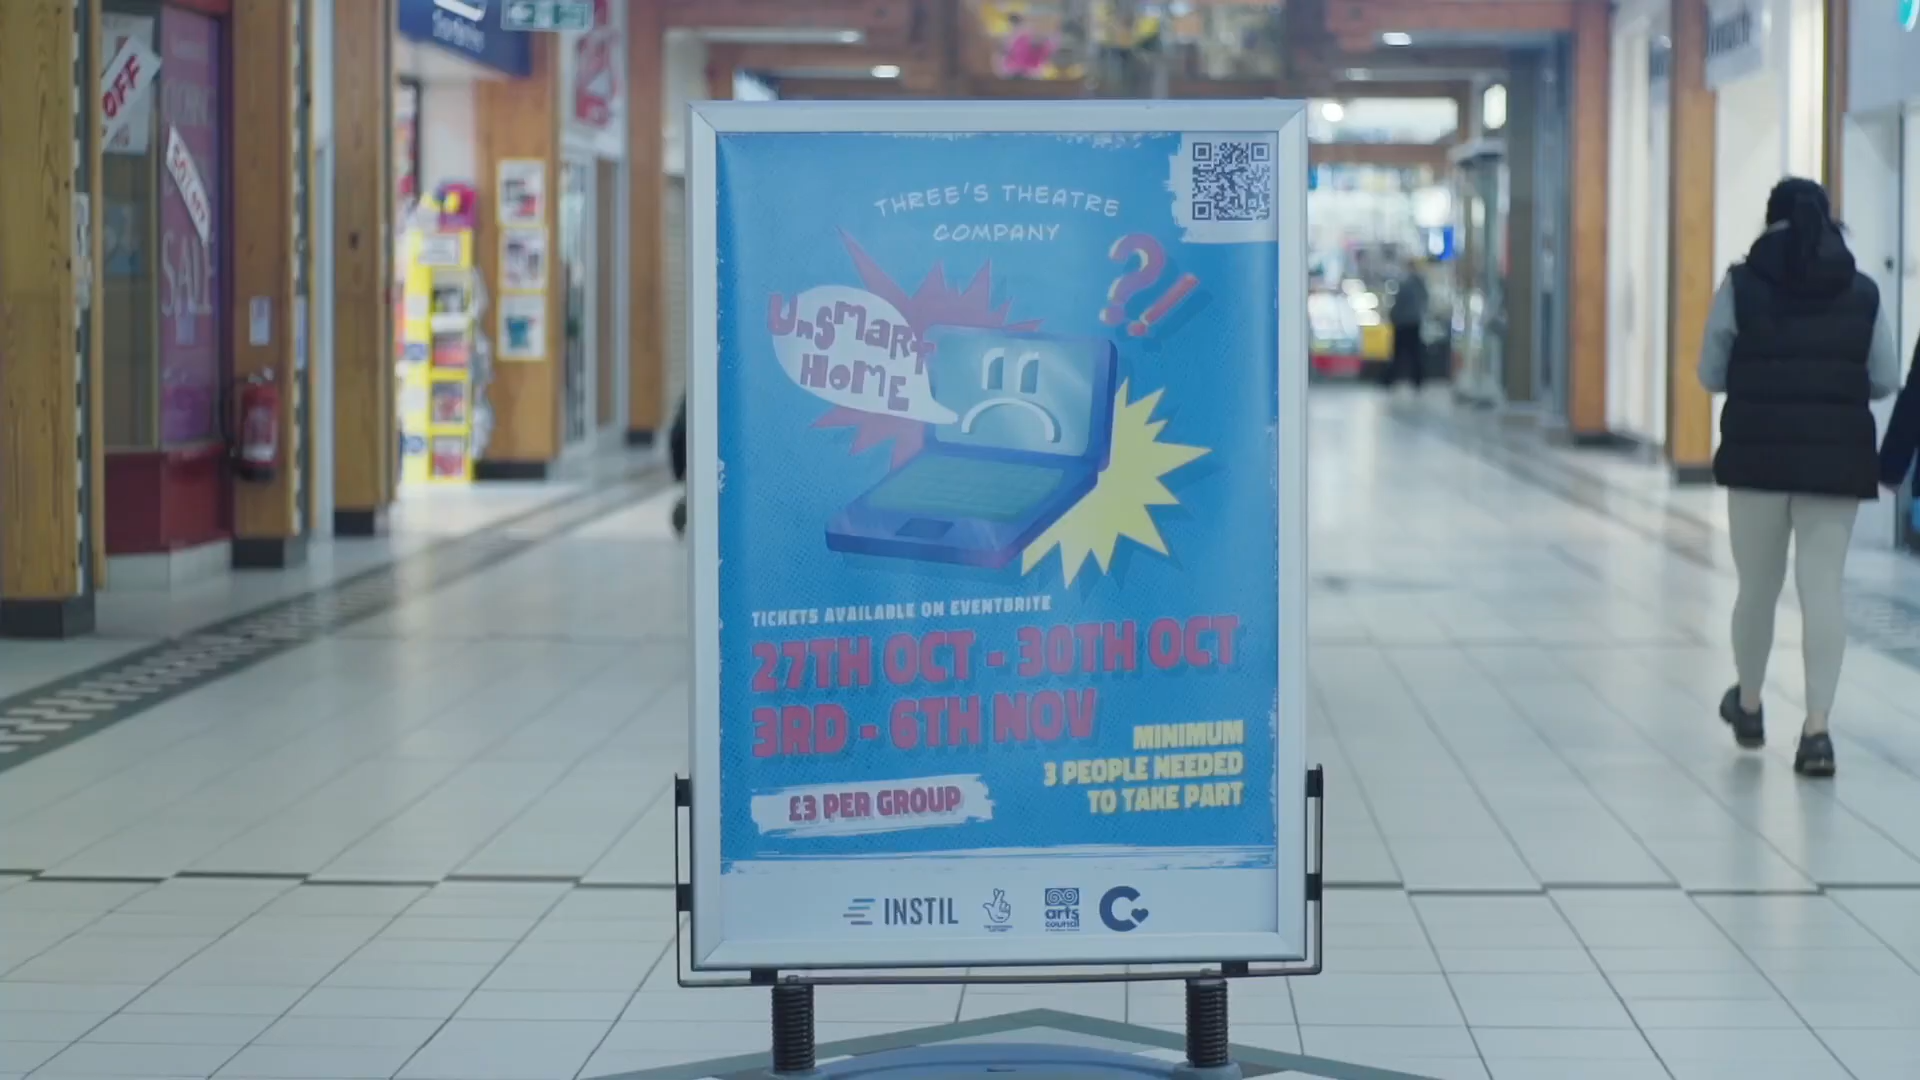 OFF
SALE
THREE'S THEATRE
COMPANY
?!
UnSmart
Home
TICKETS AVAILABLE ON EVENTBRITE
27TH OCT - 30TH OCT
3RD - 6TH NOV
MINIMUM
3 PEOPLE NEEDED
TO TAKE PART
£3 PER GROUP
INSTIL
arts
council